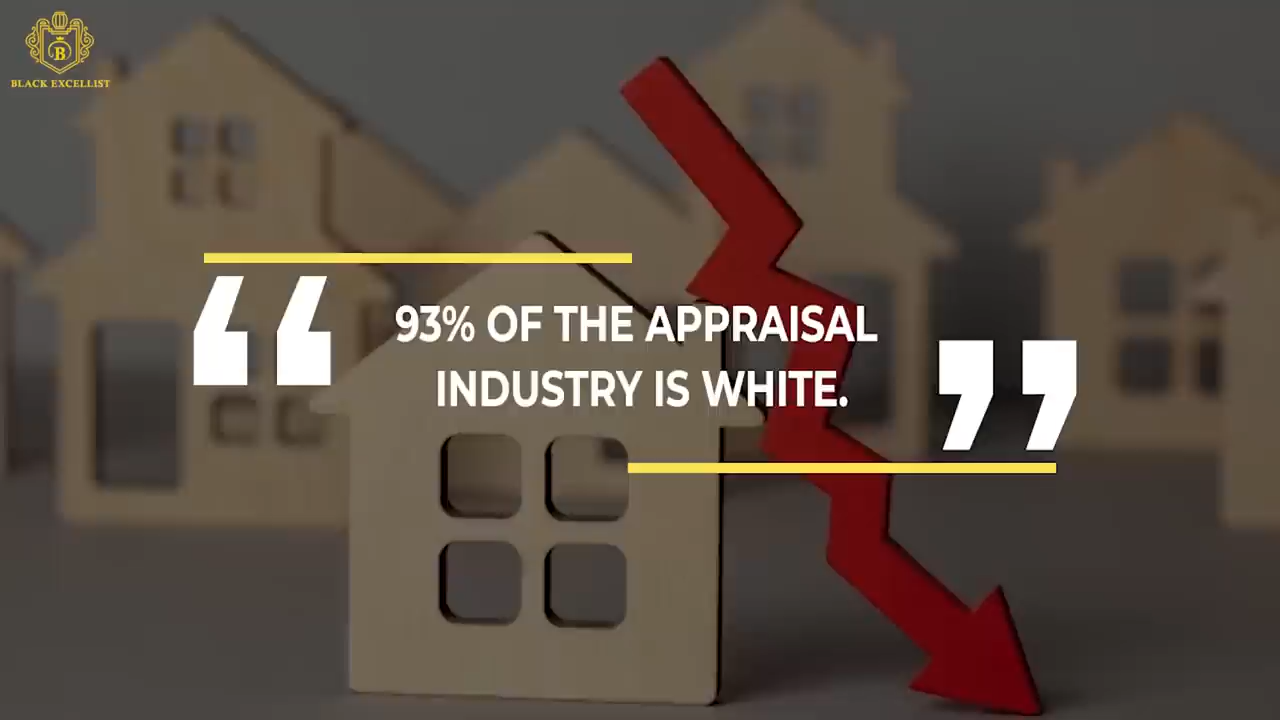 BLACK EXCELLIST
B
“
93% OF THE APPRAISAL
INDUSTRY IS WHITE.
”